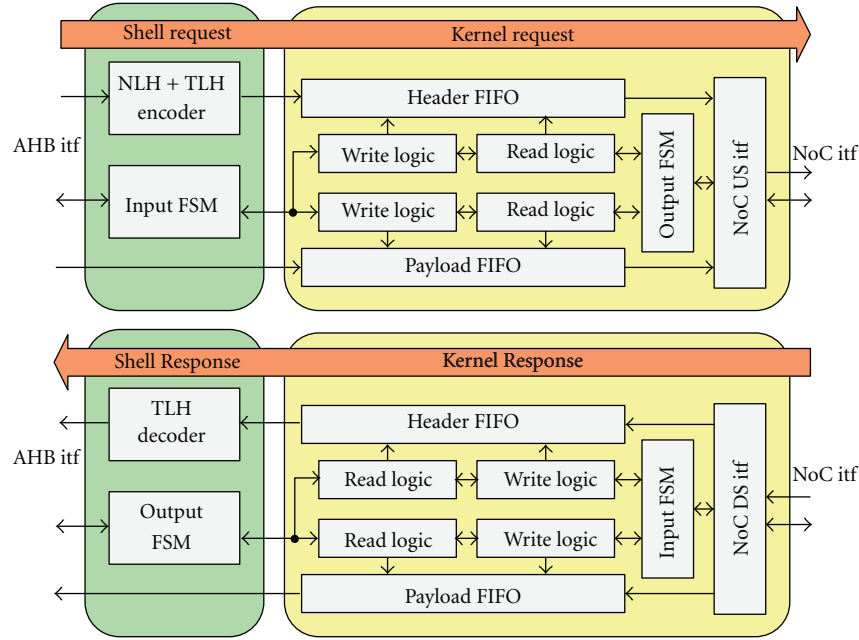 Shell request
Kernel request
NLH + TLH
encoder
Header FIFO
AHB itf
Write logic
Read logic
Output FSM
NoC US itf
NoC itf
Input FSM
Write logic
Read logic
Payload FIFO
Shell Response
Kernel Response
TLH
decoder
Header FIFO
AHB itf
Read logic
Write logic
Input FSM
NoC DS itf
NoC itf
Output
FSM
Read logic
Write logic
Payload FIFO